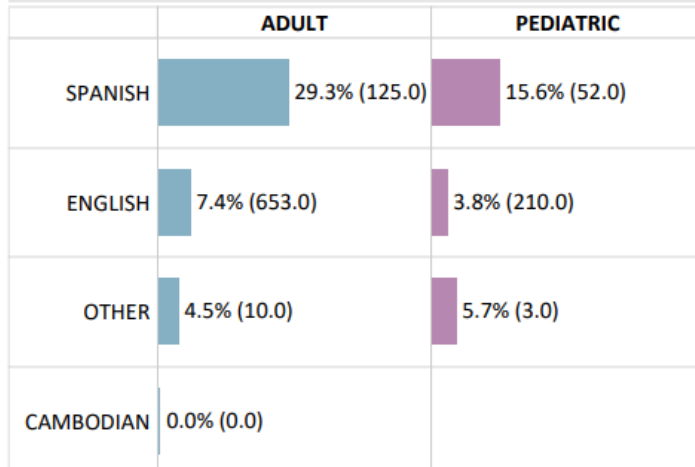 ADULT PEDIATRIC
SPANISH 29.3% (125.0) 15.6% (52.0)
ENGLISH 7.4% (653.0) 3.8% (210.0)
OTHER 4.5% (10.0) 5.7% (3.0)
CAMBODIAN 0.0% (0.0)